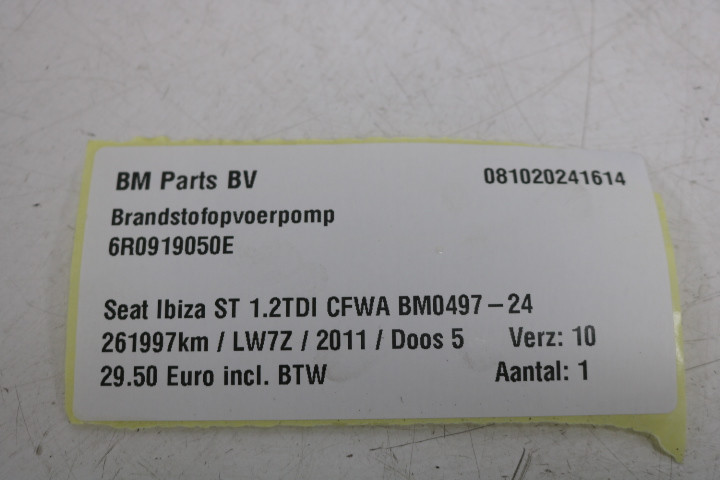 BM Parts BV 081020241614
Brandstofopvoerpomp
6R0919050E
Seat Ibiza ST 1.2TDI CFWA BM0497-24
261997km / LW7Z / 2011 / Doos 5 Verz: 10
29.50 Euro incl. BTW Aantal: 1